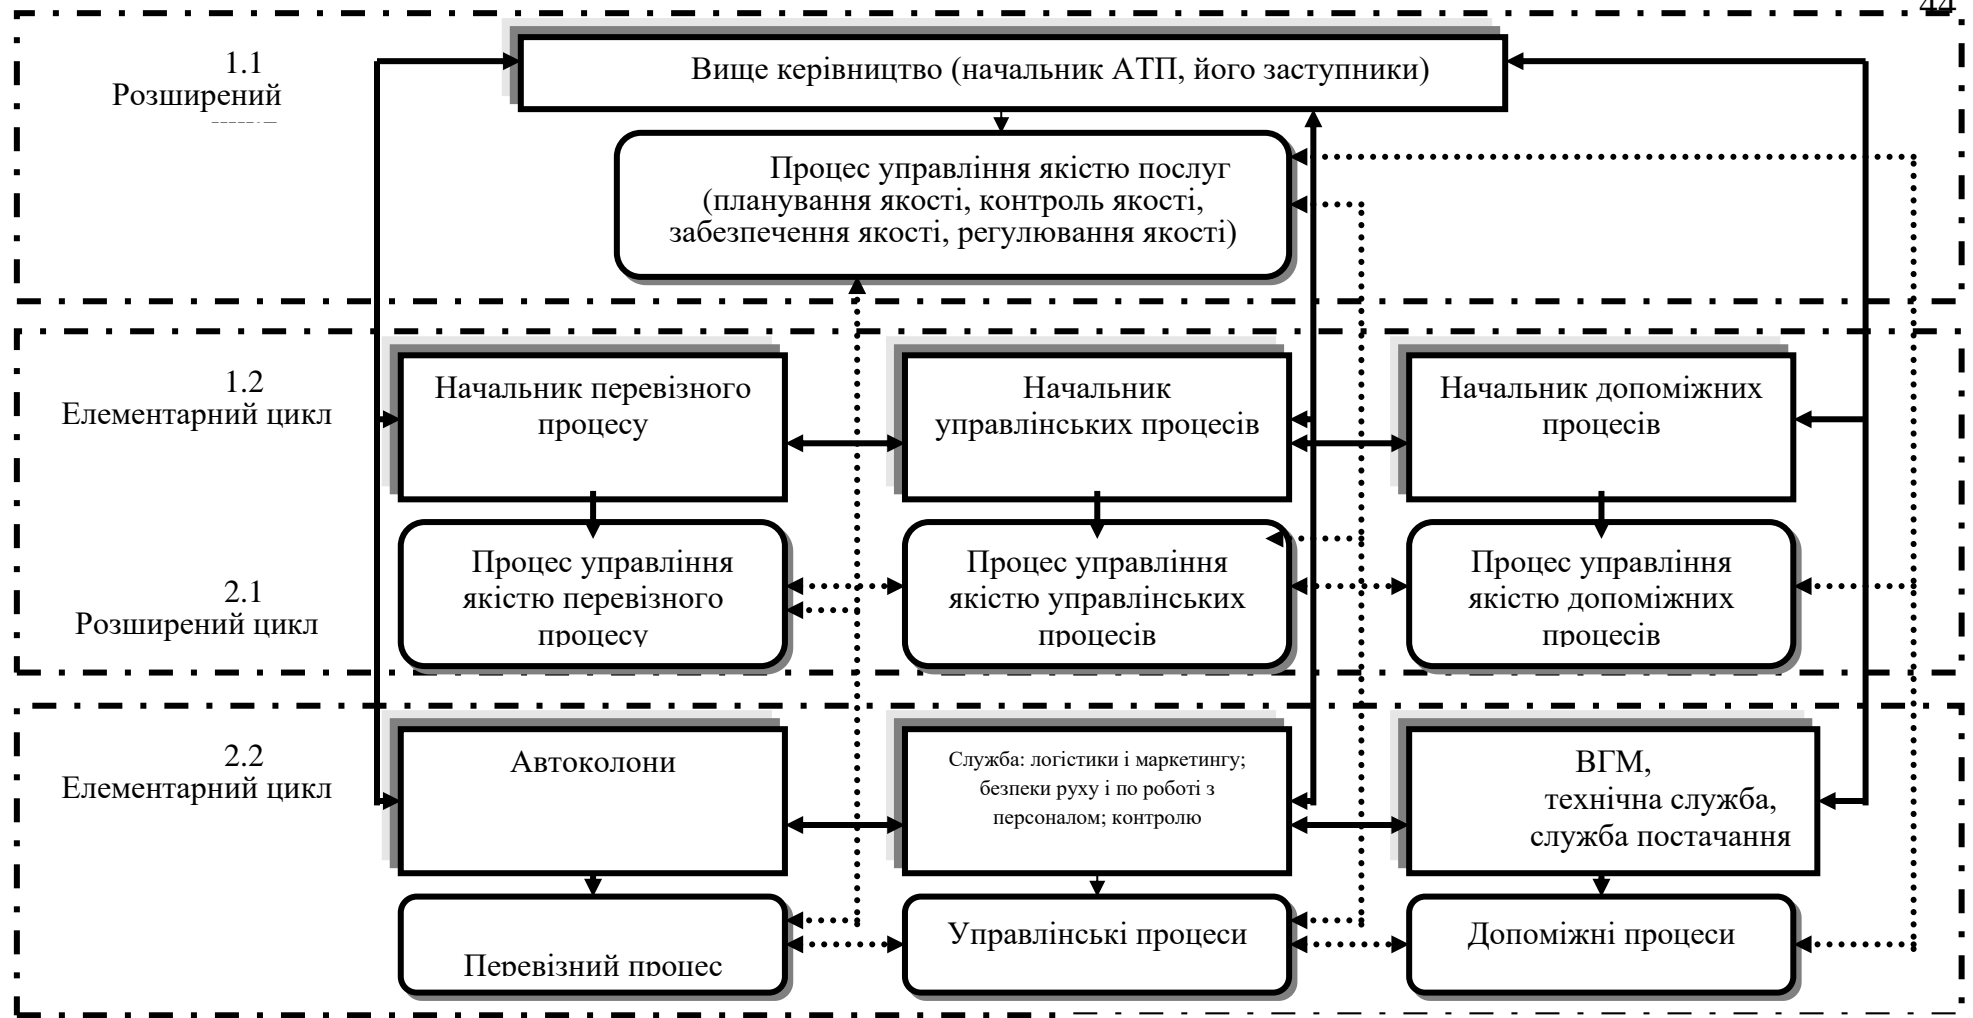 44
1.1
Розширений
Вище керівництво (начальник АТП, його заступники)
Процес управління якістю послуг
(планування якості, контроль якості,
забезпечення якості, регулювання якості)
1.2
Елементарний цикл
Начальник перевізного
процесу
Начальник
управлінських процесів
Начальник допоміжних
процесів
2.1
Розширений цикл
Процес управління
якістю перевізного
процесу
Процес управління
якістю управлінських
процесів
Процес управління
якістю допоміжних
процесів
2.2
Елементарний цикл
Автоколони
Служба: логістики і маркетингу;
безпеки руху і по роботі з
персоналом; контролю
ВГМ,
технічна служба,
служба постачання
Перевізний процес
Управлінські процеси
Допоміжні процеси